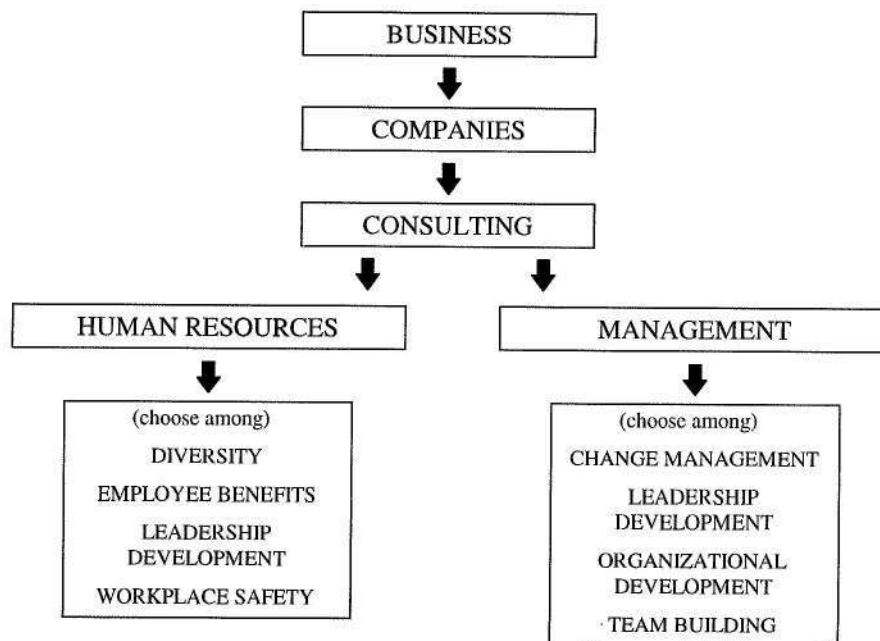 BUSINESS
COMPANIES
CONSULTING
HUMAN RESOURCES
MANAGEMENT
(choose among)
DIVERSITY
EMPLOYEE BENEFITS
LEADERSHIP
DEVELOPMENT
WORKPLACE SAFETY
(choose among)
CHANGE MANAGEMENT
LEADERSHIP
DEVELOPMENT
ORGANIZATIONAL
DEVELOPMENT
TEAM BUILDING